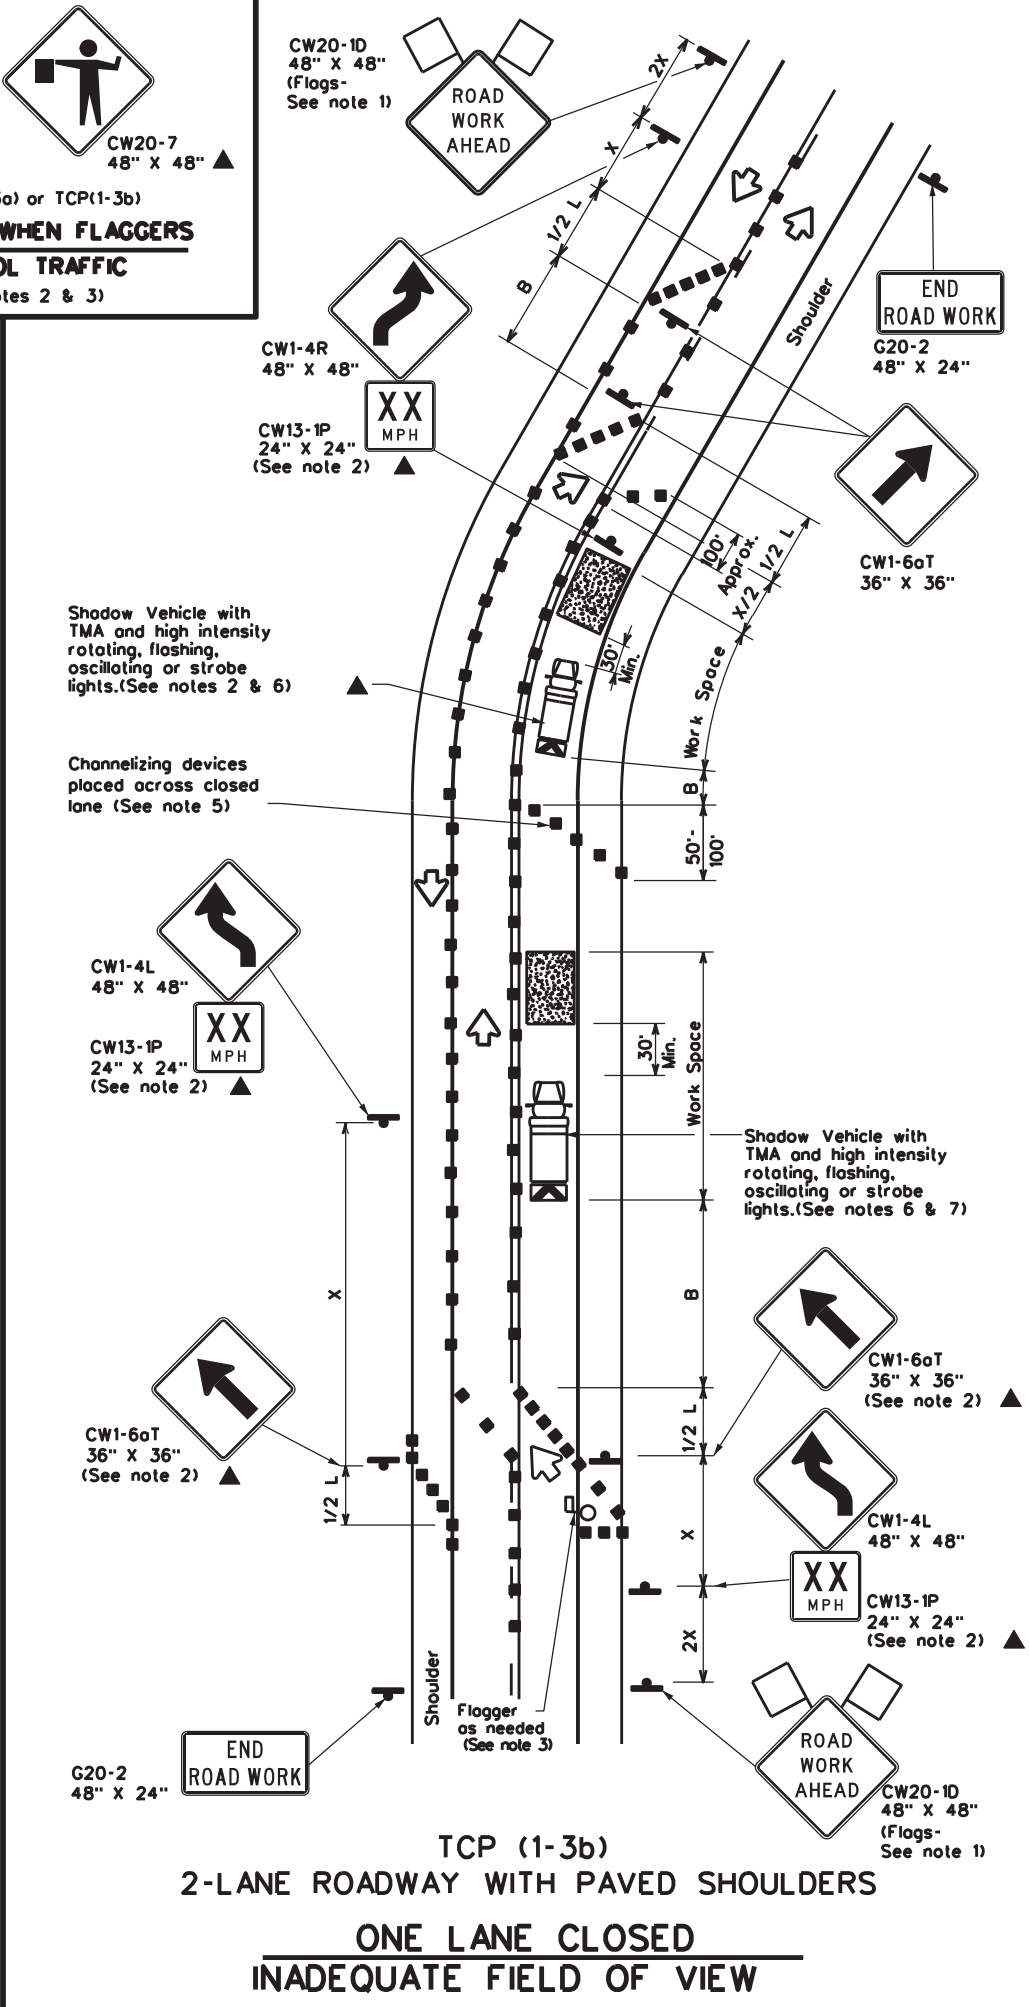 CW20-7
48" X 48"
5a) or TCP(1-3b)
WHEN FLAGGERS
OL TRAFFIC
otes 2 & 3)
CW20-1D
48" X 48"
(Flags-
See note 1)
ROAD
WORK
AHEAD
2X
X
1/2 L
B
CW1-4R
48" X 48"
XX
MPH
CW13-1P
24" X 24"
(See note 2)
Shoulder
END
ROAD WORK
G20-2
48" X 24"
CW1-6aT
36" X 36"
100'
Approx.
1/2 L
X/2
30'
Min.
Work Space
B
50'-
100'
Shadow Vehicle with
TMA and high intensity
rotating, flashing,
oscillating or strobe
lights.(See notes 2 & 6)
Channelizing devices
placed across closed
lane (See note 5)
CW1-4L
48" X 48"
XX
MPH
CW13-1P
24" X 24"
(See note 2)
30'
Min.
Work Space
Shadow Vehicle with
TMA and high intensity
rotating, flashing,
oscillating or strobe
lights.(See notes 6 & 7)
X
B
CW1-6aT
36" X 36"
(See note 2)
1/2 L
CW1-6aT
36" X 36"
(See note 2)
1/2 L
X
CW1-4L
48" X 48"
XX
MPH
CW13-1P
24" X 24"
(See note 2)
2X
Shoulder
Flagger
as needed
(See note 3)
END
ROAD WORK
G20-2
48" X 24"
ROAD
WORK
AHEAD
CW20-1D
48" X 48"
(Flags-
See note 1)
TCP (1-3b)
2-LANE ROADWAY WITH PAVED SHOULDERS
ONE LANE CLOSED
INADEQUATE FIELD OF VIEW